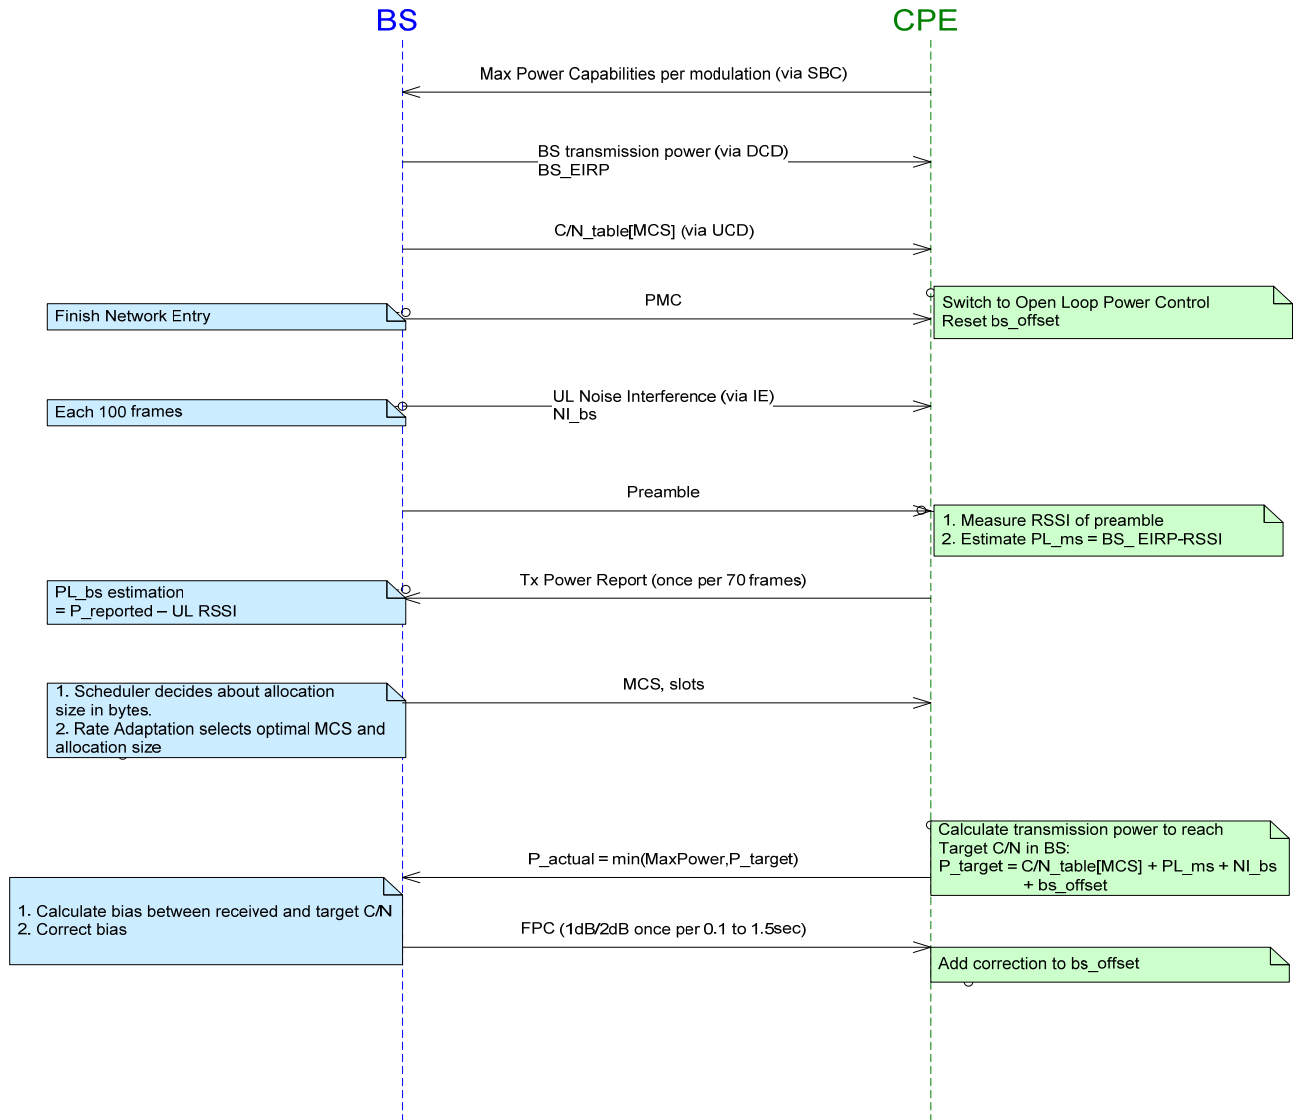 BS
CPE
Max Power Capabilities per modulation (via SBC)
BS transmission power (via DCD)
BS_EIRP
C/N_table[MCS] (via UCD)
PMC
Finish Network Entry
Switch to Open Loop Power Control
Reset bs_offset
UL Noise Interference (via IE)
NI_bs
Each 100 frames
Preamble
1. Measure RSSI of preamble
2. Estimate PL_ms = BS_ EIRP-RSSI
Tx Power Report (once per 70 frames)
PL_bs estimation
= P_reported – UL RSSI
MCS, slots
1. Scheduler decides about allocation
size in bytes.
2. Rate Adaptation selects optimal MCS and
allocation size
Calculate transmission power to reach
Target C/N in BS:
P_target = C/N_table[MCS] + PL_ms + NI_bs
+ bs_offset
P_actual = min(MaxPower,P_target)
1. Calculate bias between received and target C/N
2. Correct bias
FPC (1dB/2dB once per 0.1 to 1.5sec)
Add correction to bs_offset